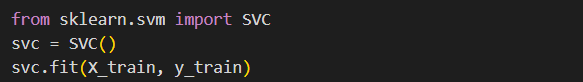 from sklearn.svm import SVC
svc = SVC()
svc.fit(X_train, y_train)